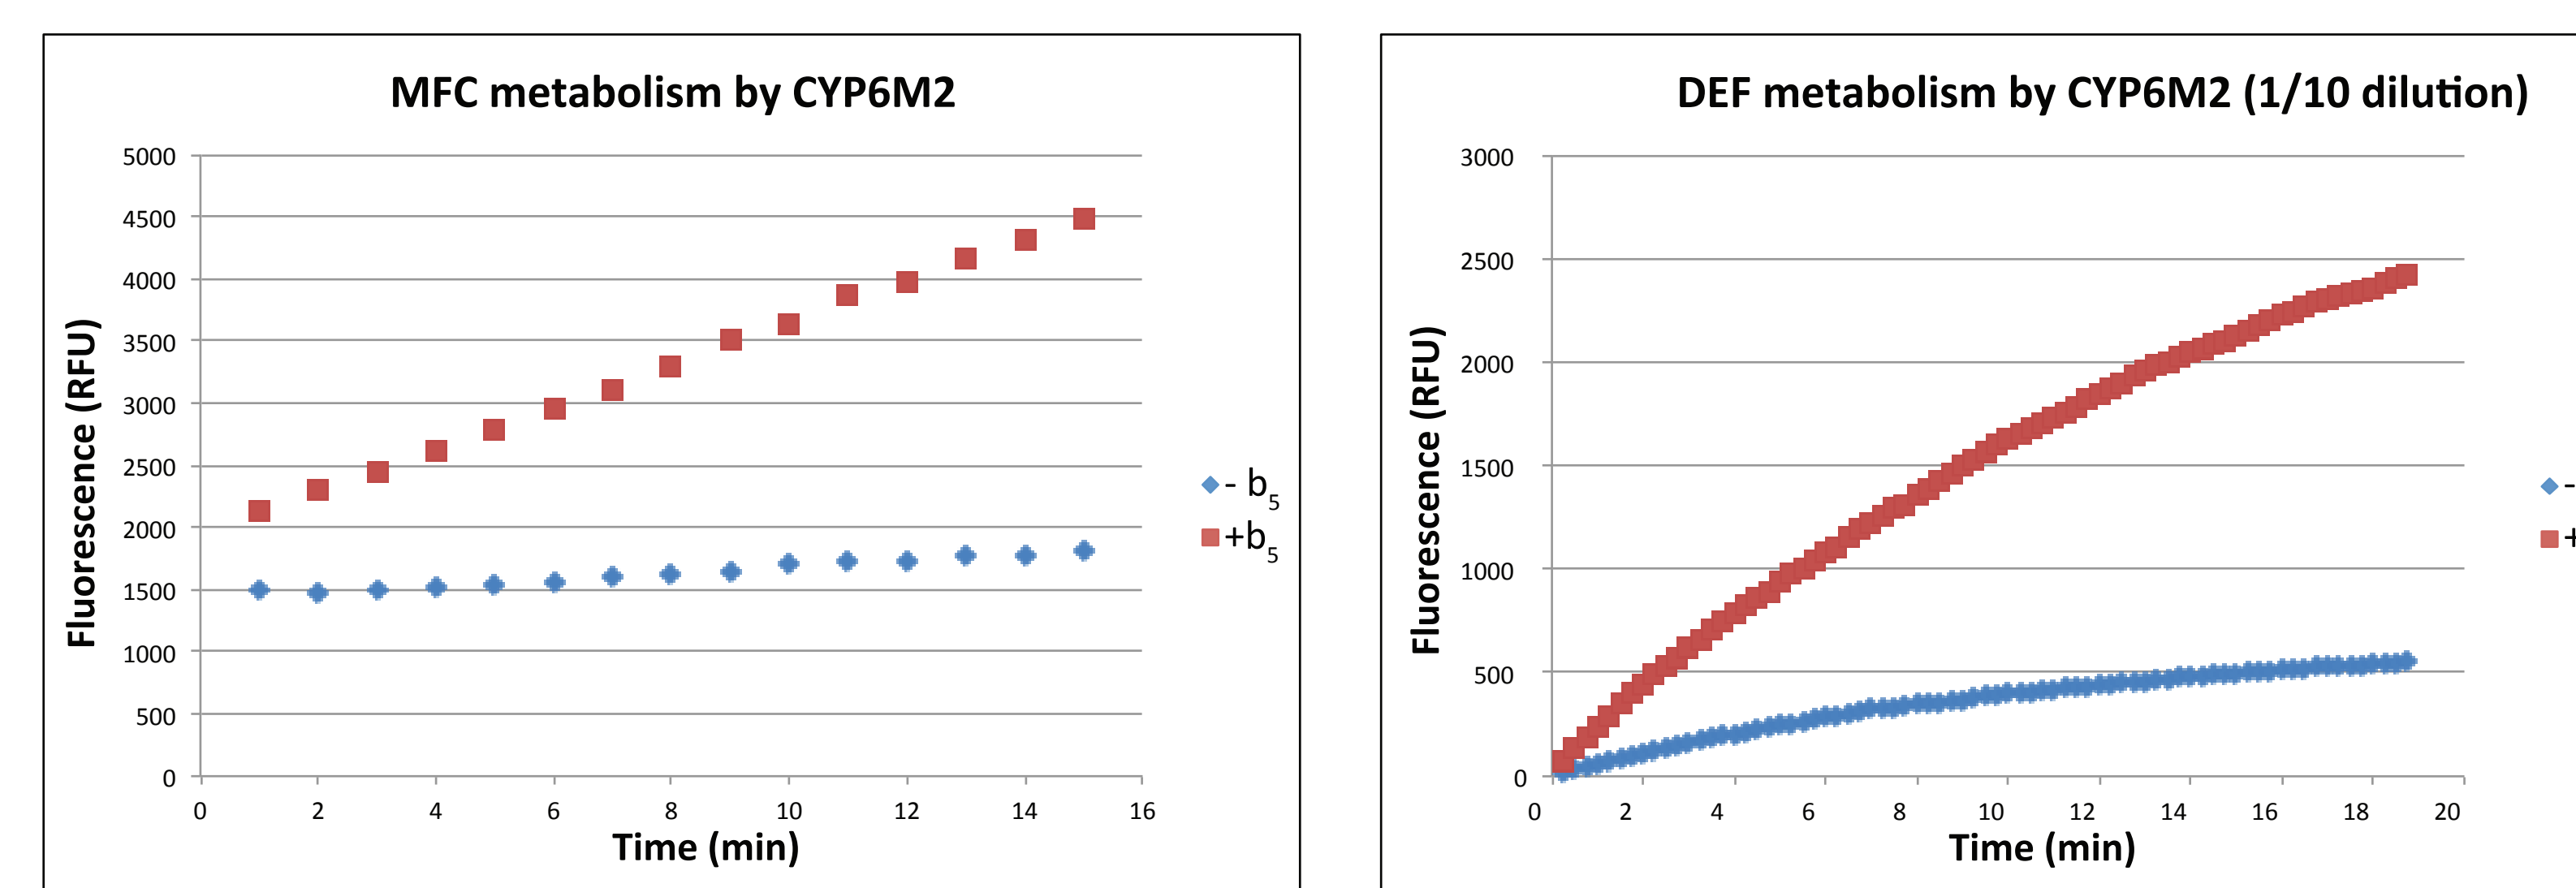 MFC metabolism by CYP6M2
5000
4500
4000
3500
3000
2500
2000
1500
1000
500
0
Fluorescence (RFU)
0 2 4 6 8 10 12 14 16
Time (min)
- b5
+b5
DEF metabolism by CYP6M2 (1/10 dilution)
3000
2500
2000
1500
1000
500
0
Fluorescence (RFU)
0 2 4 6 8 10 12 14 16 18 20
Time (min)
-
+